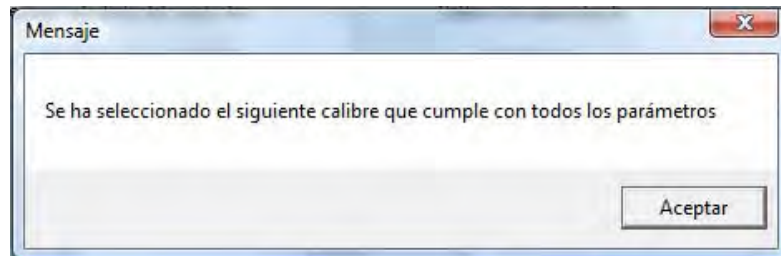 Mensaje
Se ha seleccionado el siguiente calibre que cumple con todos los parámetros
Aceptar